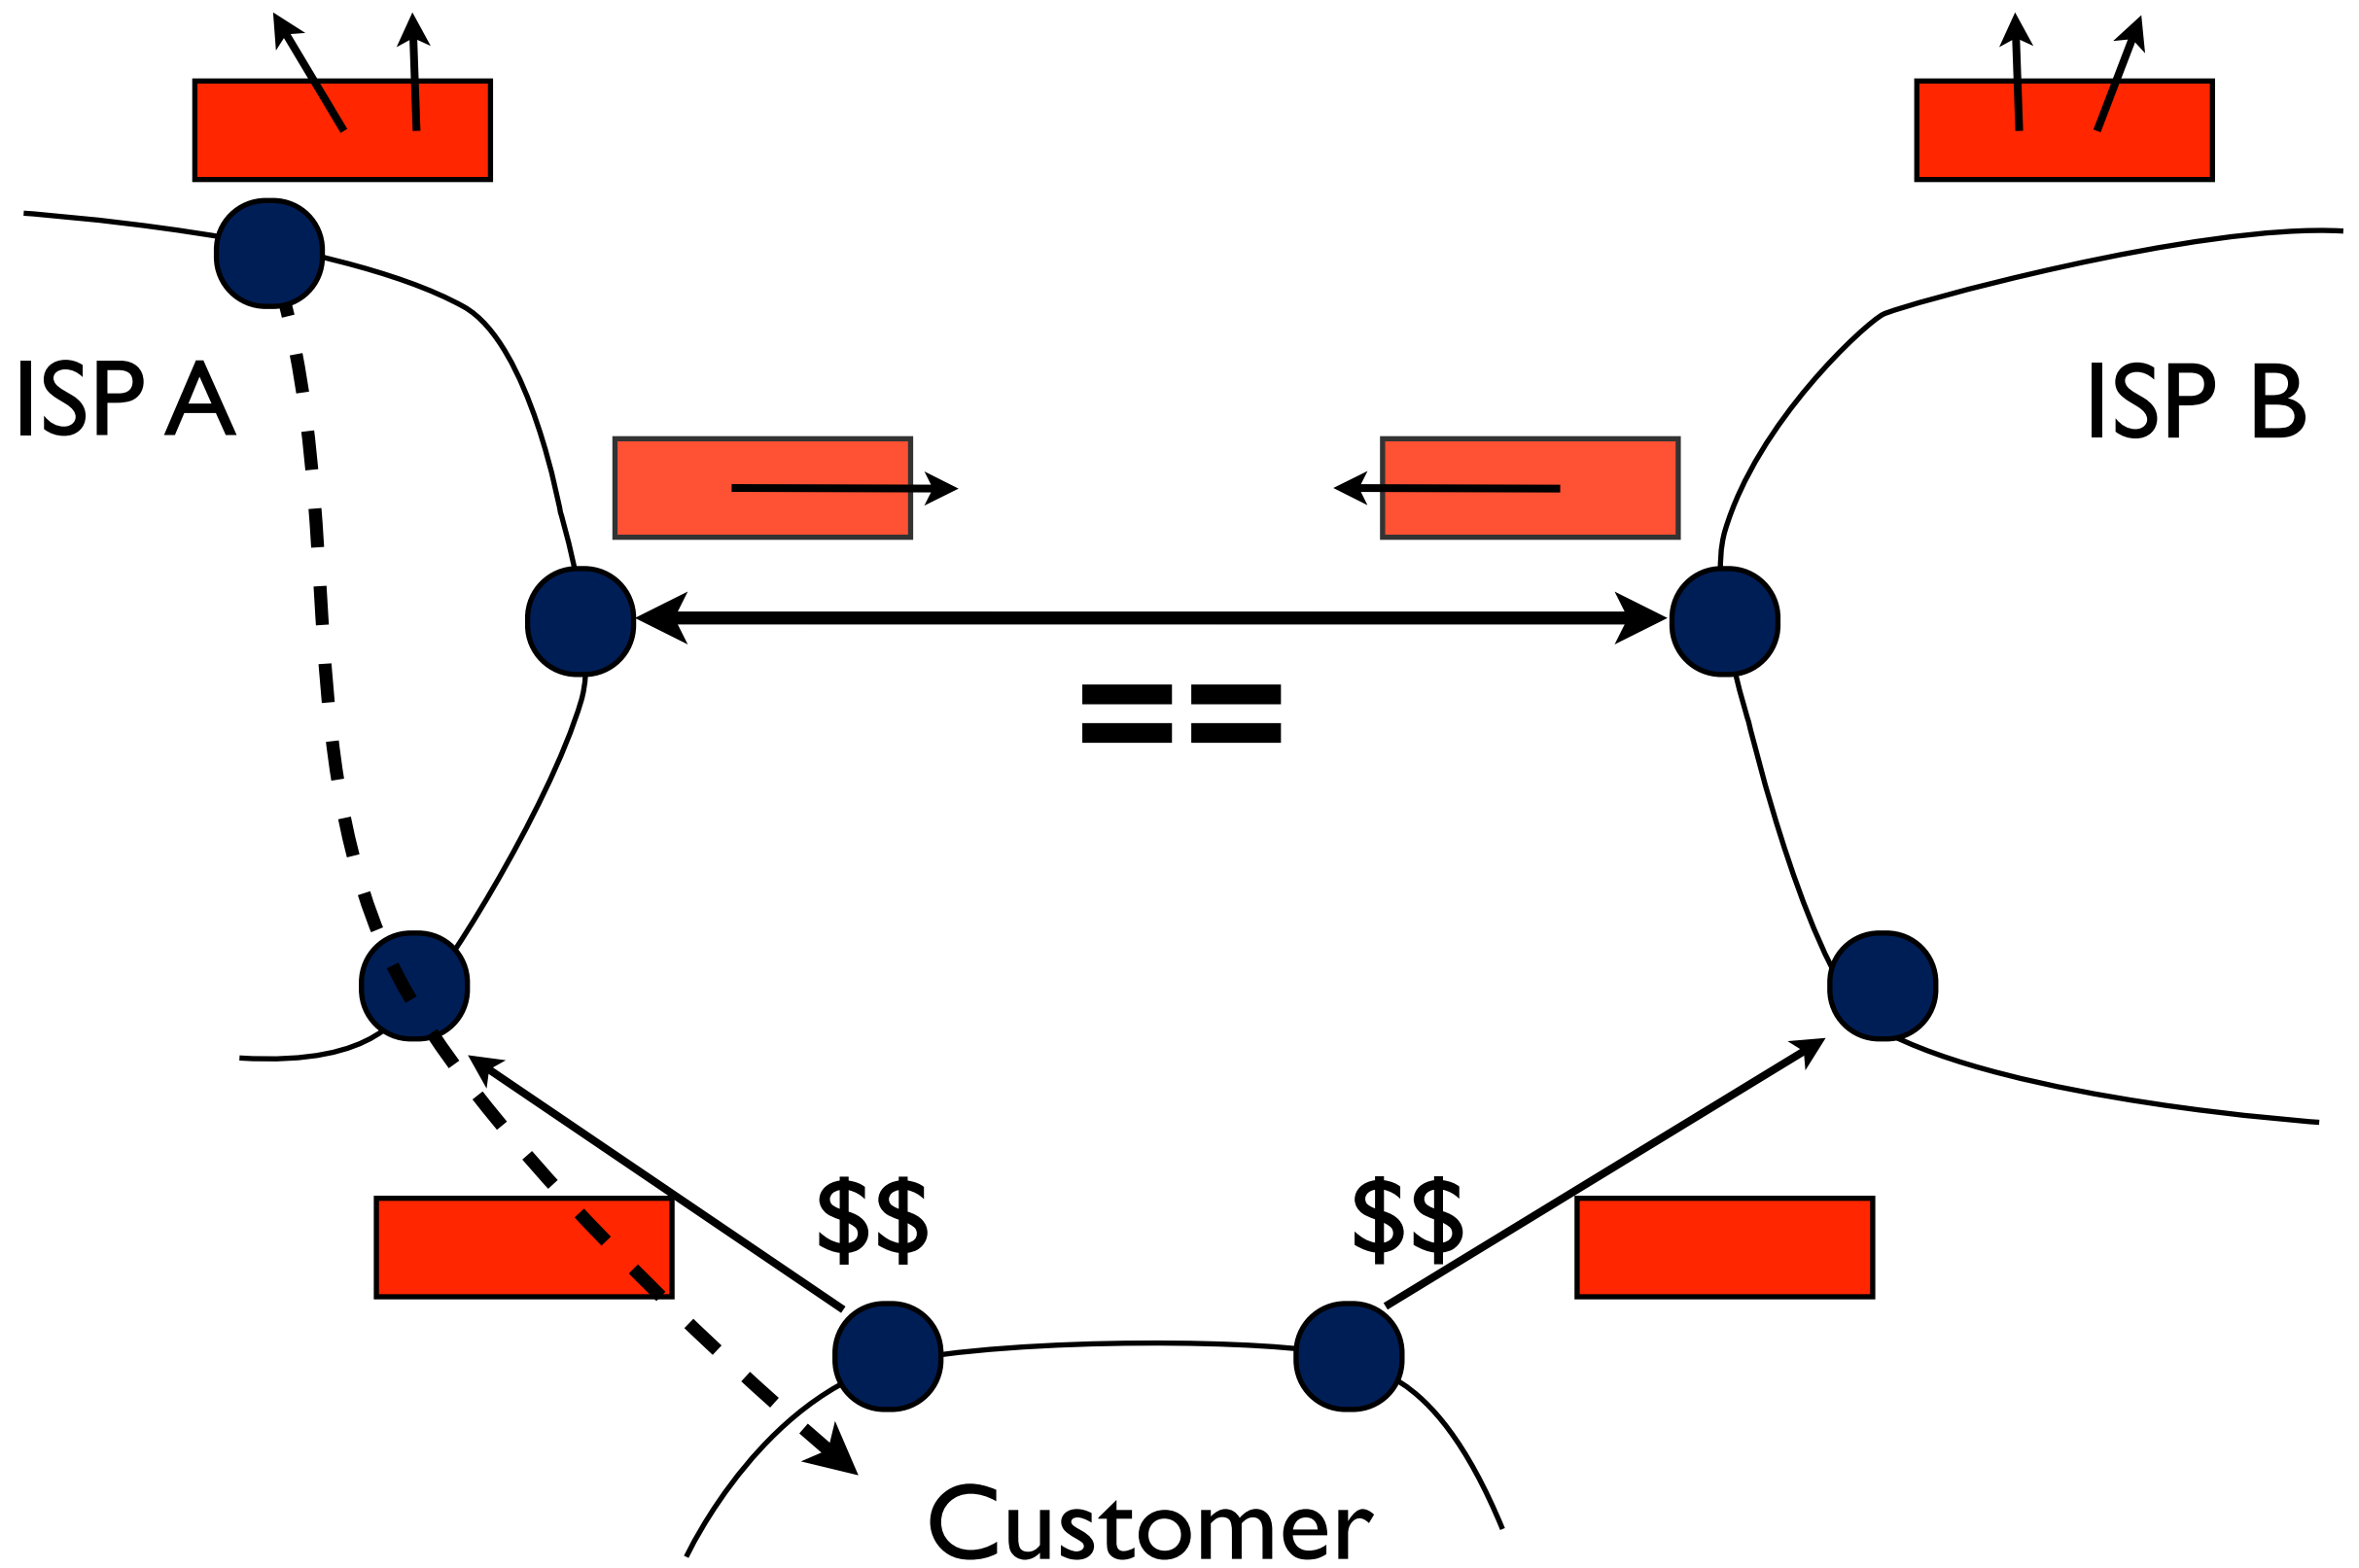 ISP A
ISP B
==
$$
$$
Customer